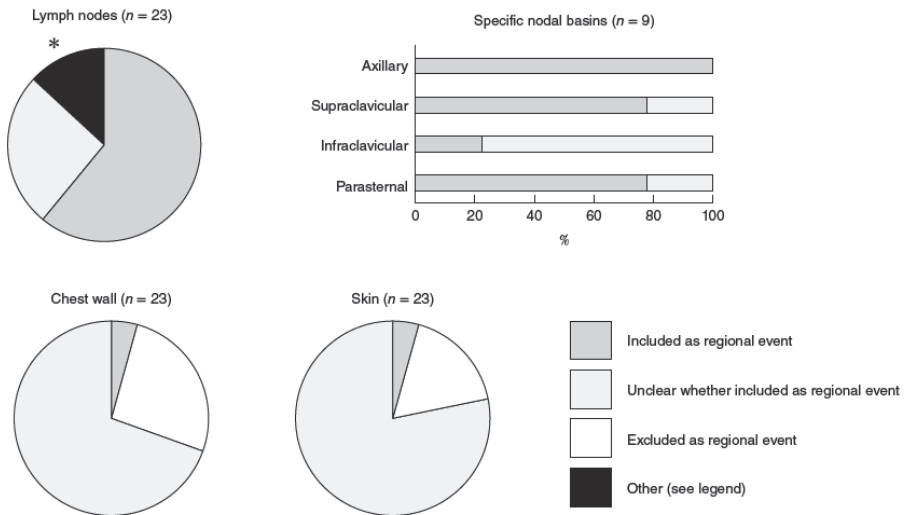 Lymph nodes (n = 23)
*
Specific nodal basins (n = 9)
Axillary
Supraclavicular
Infraclavicular
Parasternal
0 20 40 60 80 100
%
Chest wall (n = 23)
Skin (n = 23)
Included as regional event
Unclear whether included as regional event
Excluded as regional event
Other (see legend)